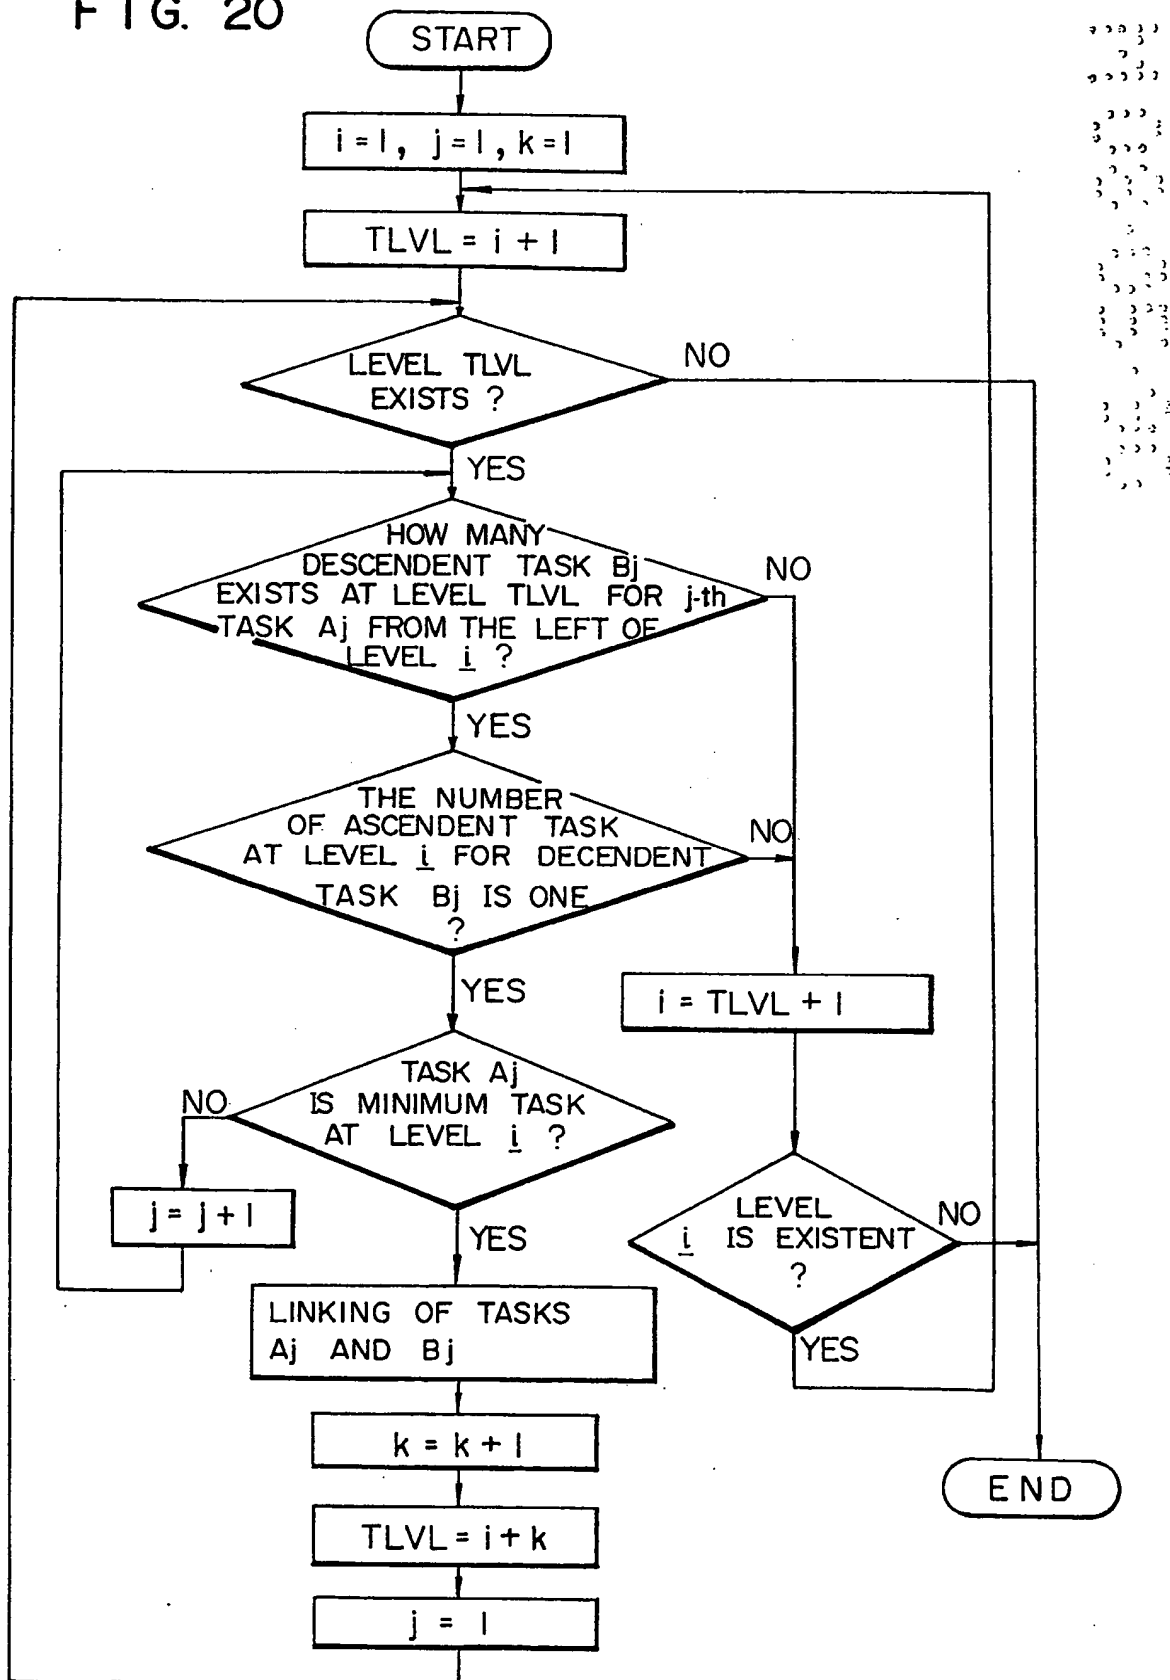 FIG. 20
START
i = 1, j = 1, k = 1
TLVL = i + 1
LEVEL TLVL
EXISTS ?
NO
YES
HOW MANY
DESCENDENT TASK Bj
EXISTS AT LEVEL TLVL FOR j-th
TASK Aj FROM THE LEFT OF
LEVEL i ?
NO
YES
THE NUMBER
OF ASCENDENT TASK
AT LEVEL i FOR DECENDENT
TASK Bj IS ONE
?
NO
YES
i = TLVL + 1
TASK Aj
IS MINIMUM TASK
AT LEVEL i ?
NO
j = j + 1
YES
LEVEL
i IS EXISTENT
?
NO
YES
LINKING OF TASKS
Aj AND Bj
k = k + 1
TLVL = i + k
j = 1
END